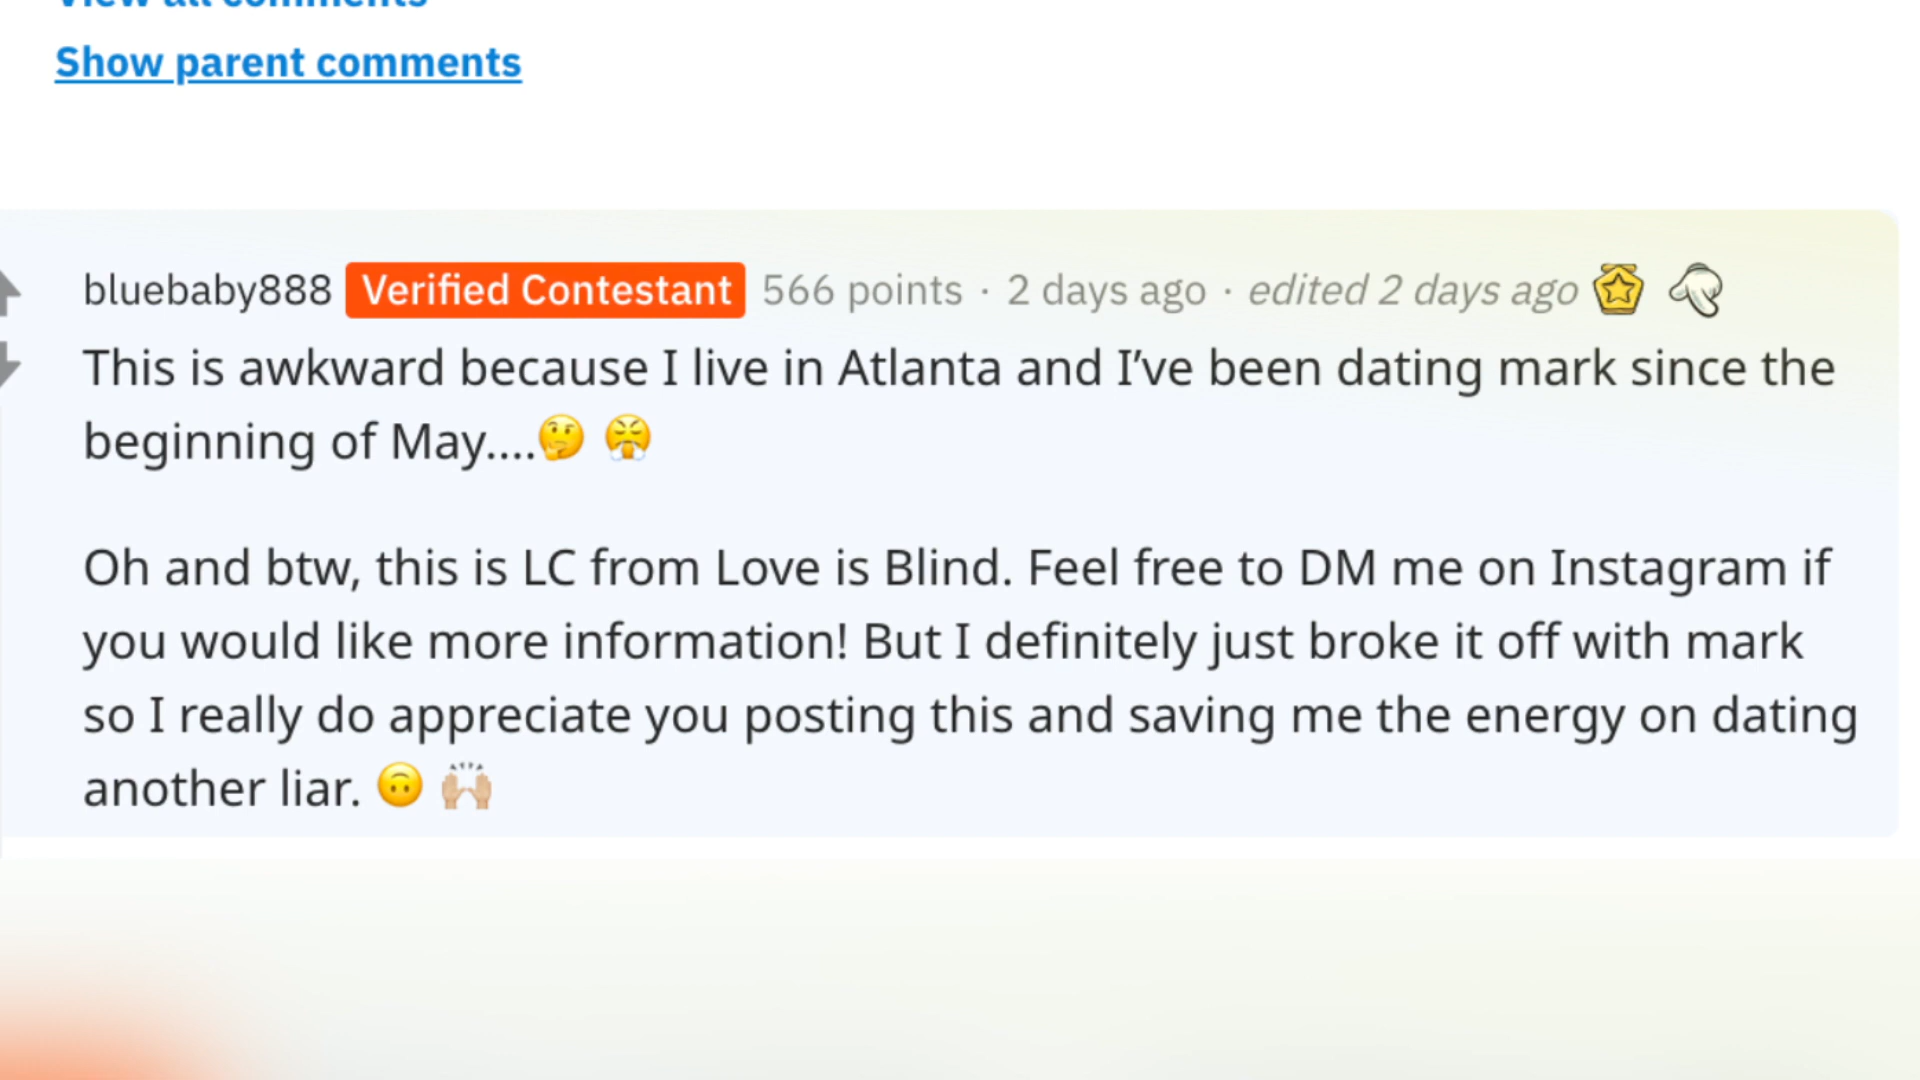 View all comments
Show parent comments
bluebaby888 Verified Contestant 566 points · 2 days ago · edited 2 days ago
This is awkward because I live in Atlanta and I’ve been dating mark since the
beginning of May....🤔 😤
Oh and btw, this is LC from Love is Blind. Feel free to DM me on Instagram if
you would like more information! But I definitely just broke it off with mark
so I really do appreciate you posting this and saving me the energy on dating
another liar. 🙃 🙌🏼